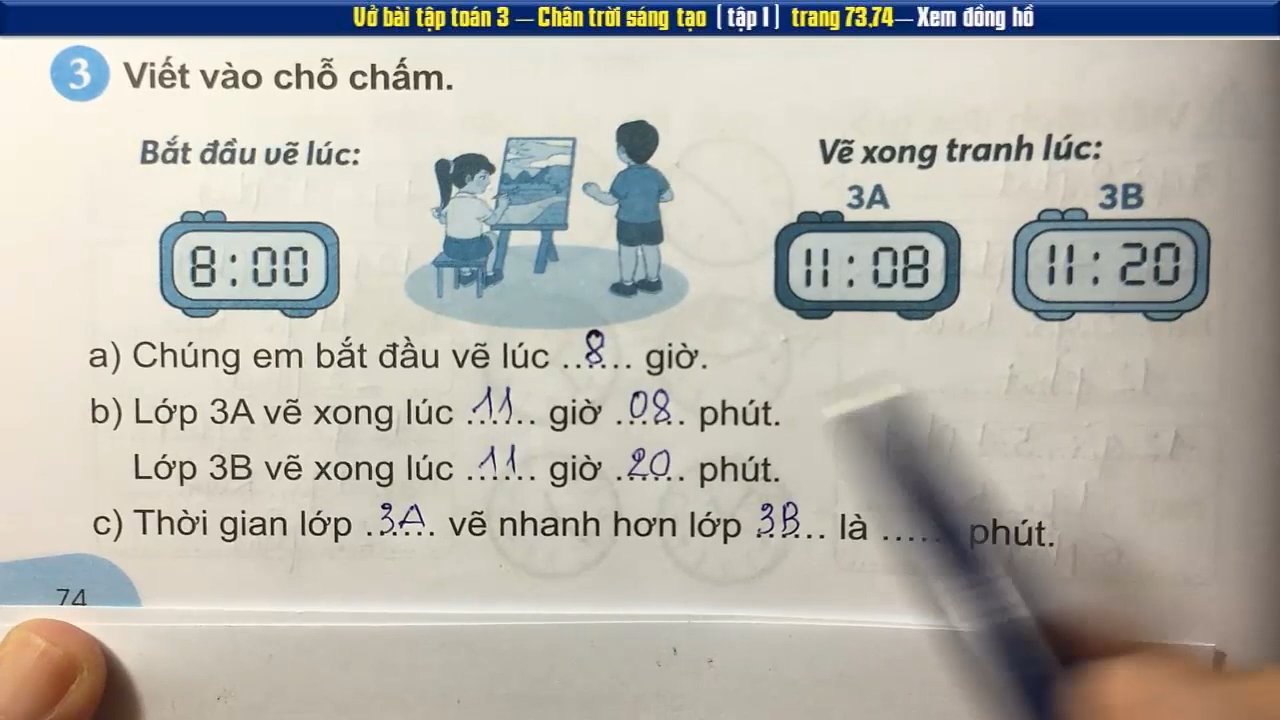 Vở bài tập toán 3 – Chân trời sáng tạo (tập 1) trang 73,74– Xem đồng hồ
3 Viết vào chỗ chấm.
Bắt đầu vẽ lúc:
Vẽ xong tranh lúc:
3A 3B
8:00 11:08 11:20
a) Chúng em bắt đầu vẽ lúc ..8... giờ.
b) Lớp 3A vẽ xong lúc ..11.. giờ ..08.. phút.
Lớp 3B vẽ xong lúc ..11.. giờ ..20.. phút.
c) Thời gian lớp ..3A.. vẽ nhanh hơn lớp ..3B.. là ..... phút.
74